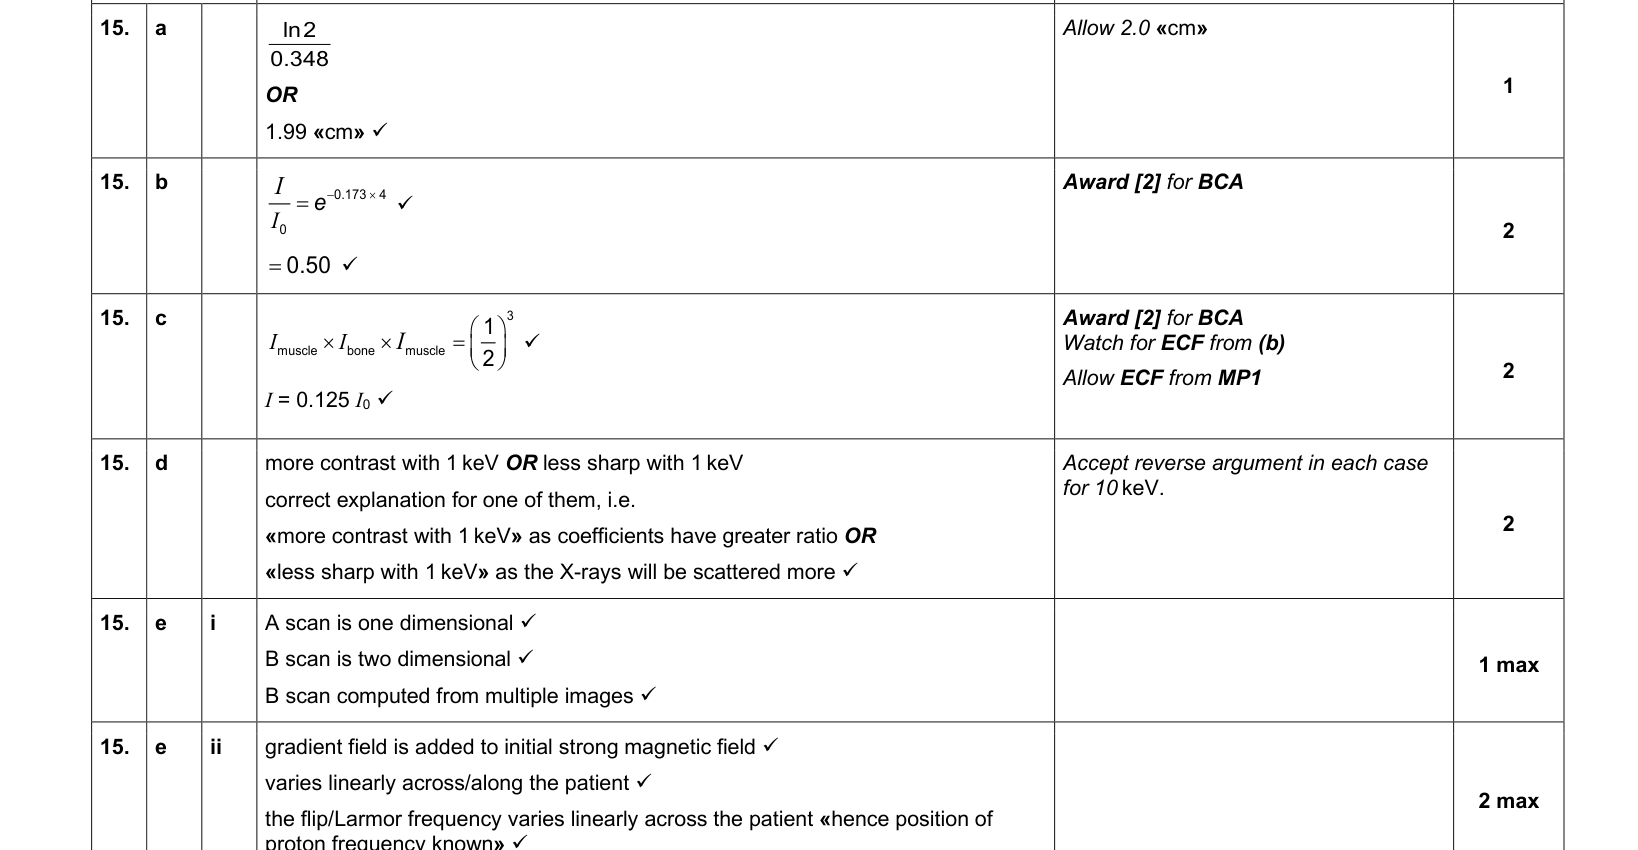 15. a ln 2 / 0.348 Allow 2.0 «cm»
OR
1.99 «cm» ✓
1
15. b I / I₀ = e^(−0.173 × 4) ✓ Award [2] for BCA
= 0.50 ✓
2
15. c I_muscle × I_bone × I_muscle = (1/2)³ ✓ Award [2] for BCA
Watch for ECF from (b)
Allow ECF from MP1
I = 0.125 I₀ ✓
2
15. d more contrast with 1 keV OR less sharp with 1 keV Accept reverse argument in each case
for 10 keV.
correct explanation for one of them, i.e.
«more contrast with 1 keV» as coefficients have greater ratio OR
«less sharp with 1 keV» as the X-rays will be scattered more ✓
2
15. e i A scan is one dimensional ✓
B scan is two dimensional ✓
B scan computed from multiple images ✓
1 max
15. e ii gradient field is added to initial strong magnetic field ✓
varies linearly across/along the patient ✓
the flip/Larmor frequency varies linearly across the patient «hence position of
proton frequency known» ✓
2 max